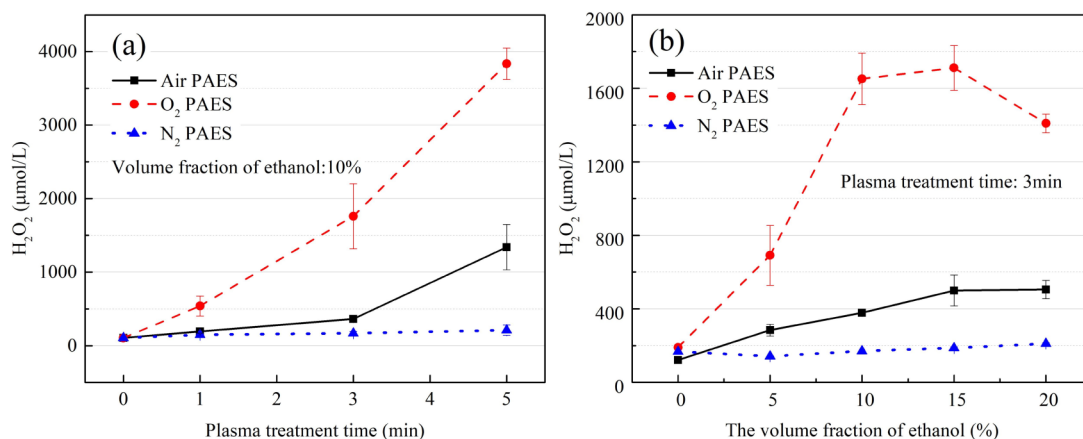 (a)
Air PAES
O₂ PAES
N₂ PAES
Volume fraction of ethanol:10%
H₂O₂ (μmol/L)
4000
3000
2000
1000
0
0 1 2 3 4 5
Plasma treatment time (min)
(b)
Air PAES
O₂ PAES
N₂ PAES
Plasma treatment time: 3min
H₂O₂ (μmol/L)
2000
1600
1200
800
400
0
0 5 10 15 20
The volume fraction of ethanol (%)